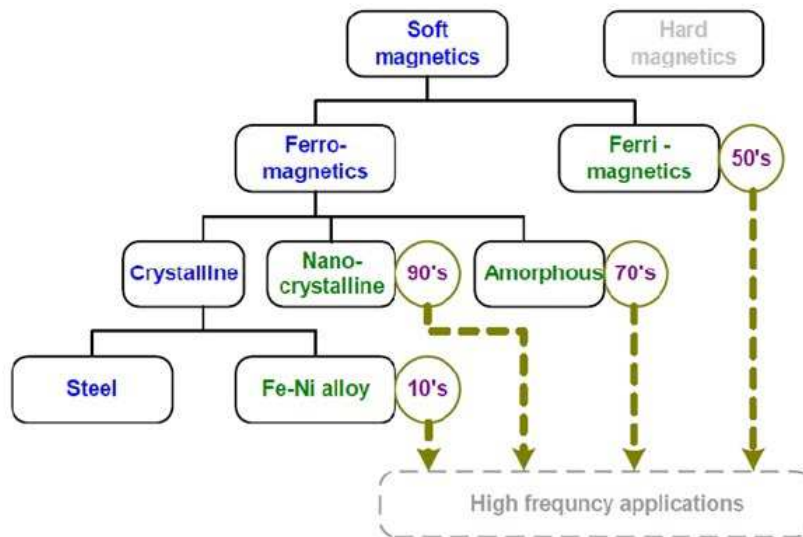 Soft
magnetics
Hard
magnetics
Ferro-
magnetics
Ferri -
magnetics
50's
Crystalline
Nano-
crystalline
90's
Amorphous
70's
Steel
Fe-Ni alloy
10's
High frequncy applications